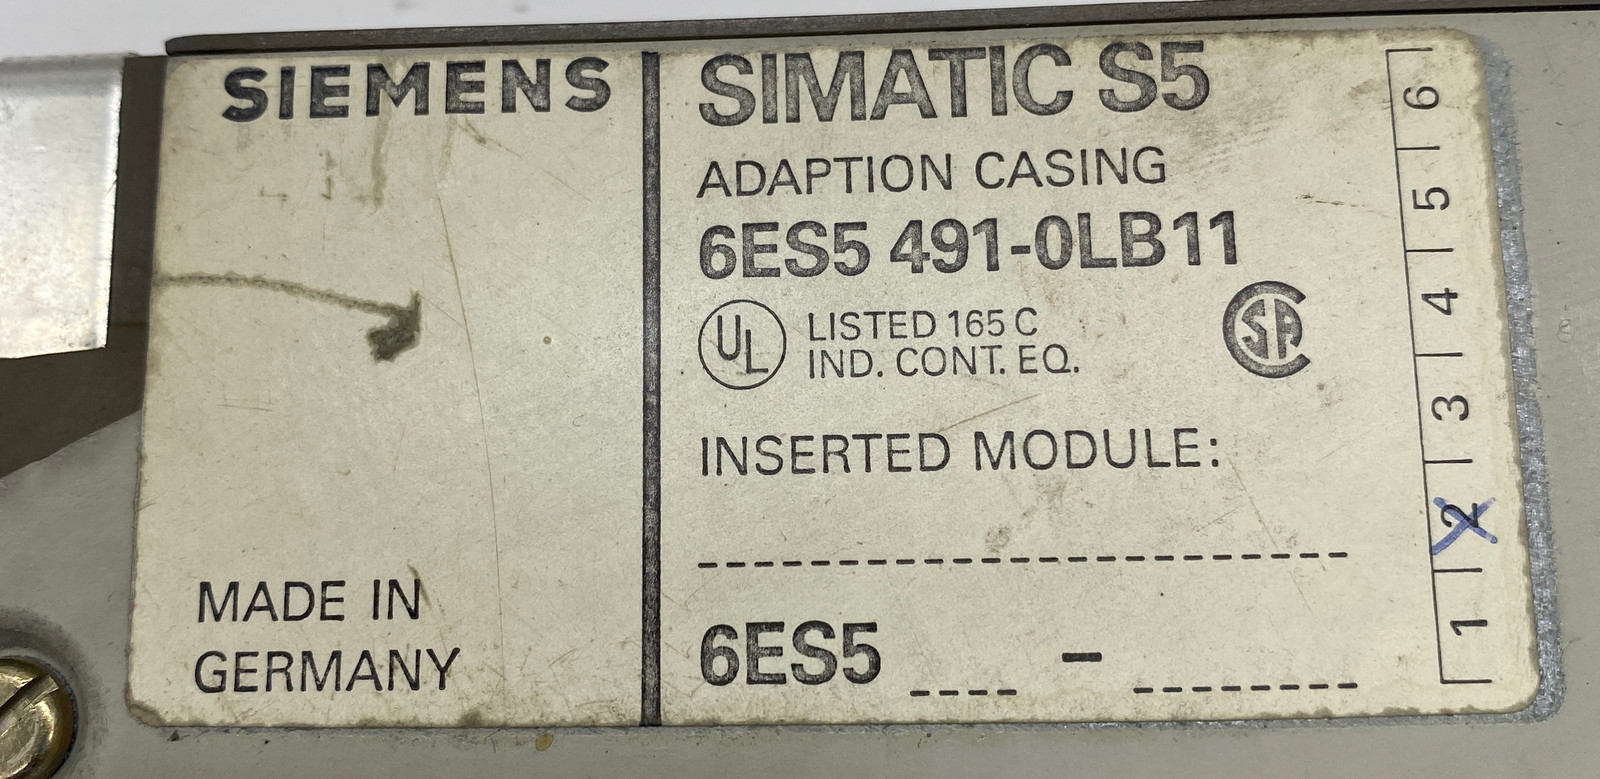 SIEMENS
MADE IN
GERMANY
SIMATIC S5
ADAPTION CASING
6ES5 491-0LB11
UL LISTED 165 C
IND. CONT. EQ.
SA
INSERTED MODULE:
6ES5 ---- - --------
1 2 3 4 5 6